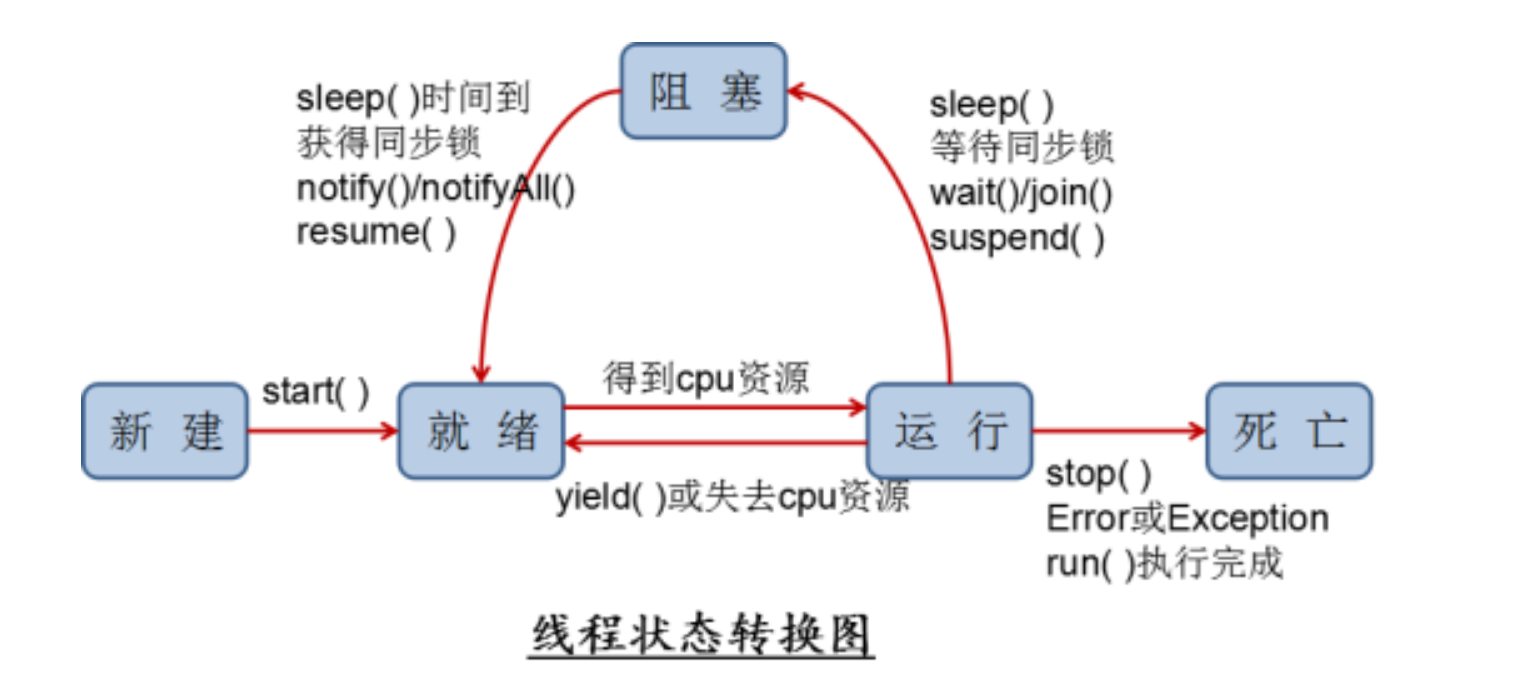 阻 塞
sleep( )时间到
获得同步锁
notify()/notifyAll()
resume( )
sleep( )
等待同步锁
wait()/join()
suspend( )
新 建
start( )
就 绪
得到cpu资源
yield( )或失去cpu资源
运 行
死 亡
stop( )
Error或Exception
run( )执行完成
线程状态转换图